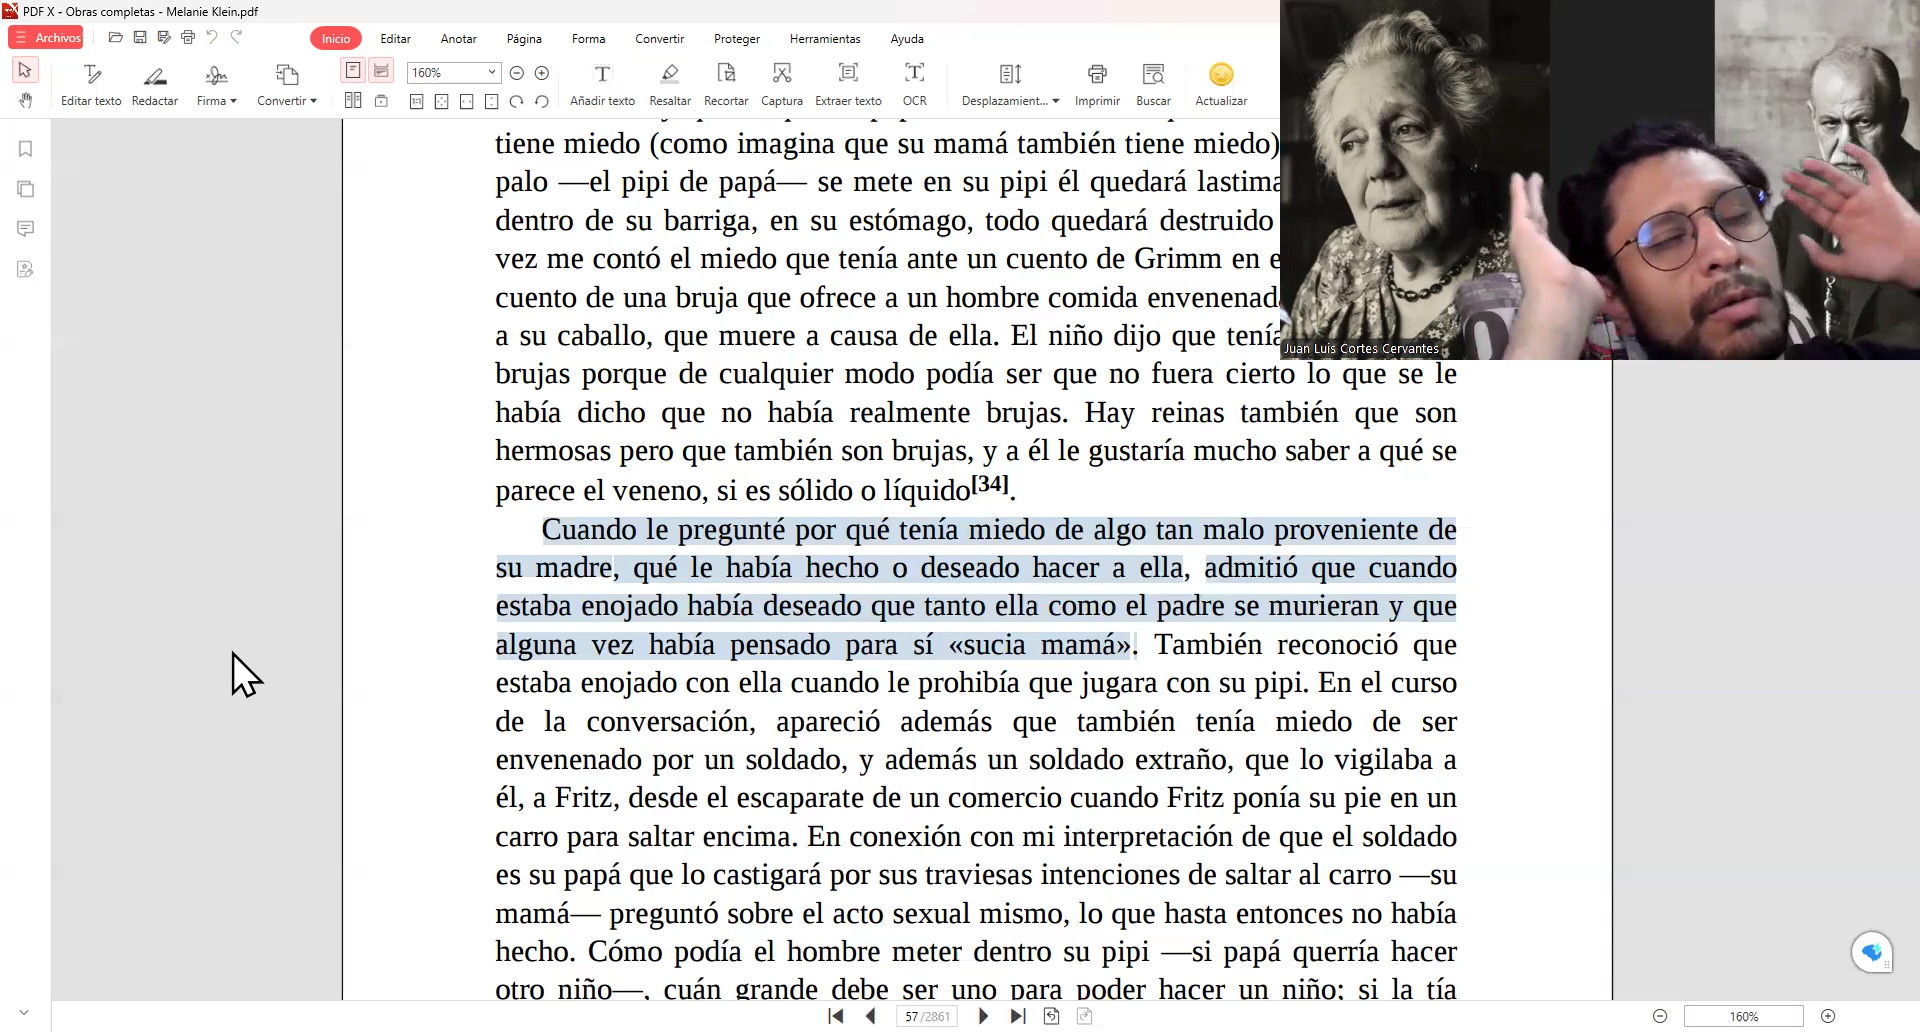 PDF X - Obras completas - Melanie Klein.pdf
Archivos
Inicio
Editar
Anotar
Página
Forma
Convertir
Proteger
Herramientas
Ayuda
160%
Editar texto
Redactar
Firma
Convertir
Añadir texto
Resaltar
Recortar
Captura
Extraer texto
OCR
Desplazamient...
Imprimir
Buscar
Actualizar
tiene miedo (como imagina que su mamá también tiene miedo)
palo —el pipi de papá— se mete en su pipi él quedará
dentro de su barriga, en su estómago, todo quedará destruido
vez me contó el miedo que tenía ante un cuento de Grimm en
cuento de una bruja que ofrece a un hombre comida
a su caballo, que muere a causa de ella. El niño dijo que tenía
brujas porque de cualquier modo podía ser que no fuera cierto lo que se le
había dicho que no había realmente brujas. Hay reinas también que son
hermosas pero que también son brujas, y a él le gustaría mucho saber a qué se
parece el veneno, si es sólido o líquido[34].
Cuando le pregunté por qué tenía miedo de algo tan malo proveniente de
su madre, qué le había hecho o deseado hacer a ella, admitió que cuando
estaba enojado había deseado que tanto ella como el padre se murieran y que
alguna vez había pensado para sí «sucia mamá». También reconoció que
estaba enojado con ella cuando le prohibía que jugara con su pipi. En el curso
de la conversación, apareció además que también tenía miedo de ser
envenenado por un soldado, y además un soldado extraño, que lo vigilaba a
él, a Fritz, desde el escaparate de un comercio cuando Fritz ponía su pie en un
carro para saltar encima. En conexión con mi interpretación de que el soldado
es su papá que lo castigará por sus traviesas intenciones de saltar al carro —su
mamá— preguntó sobre el acto sexual mismo, lo que hasta entonces no había
hecho. Cómo podía el hombre meter dentro su pipi —si papá querría hacer
otro niño—, cuán grande debe ser uno para poder hacer un niño; si la tía
Juan Luis Cortes Cervantes
57 /2861
160%